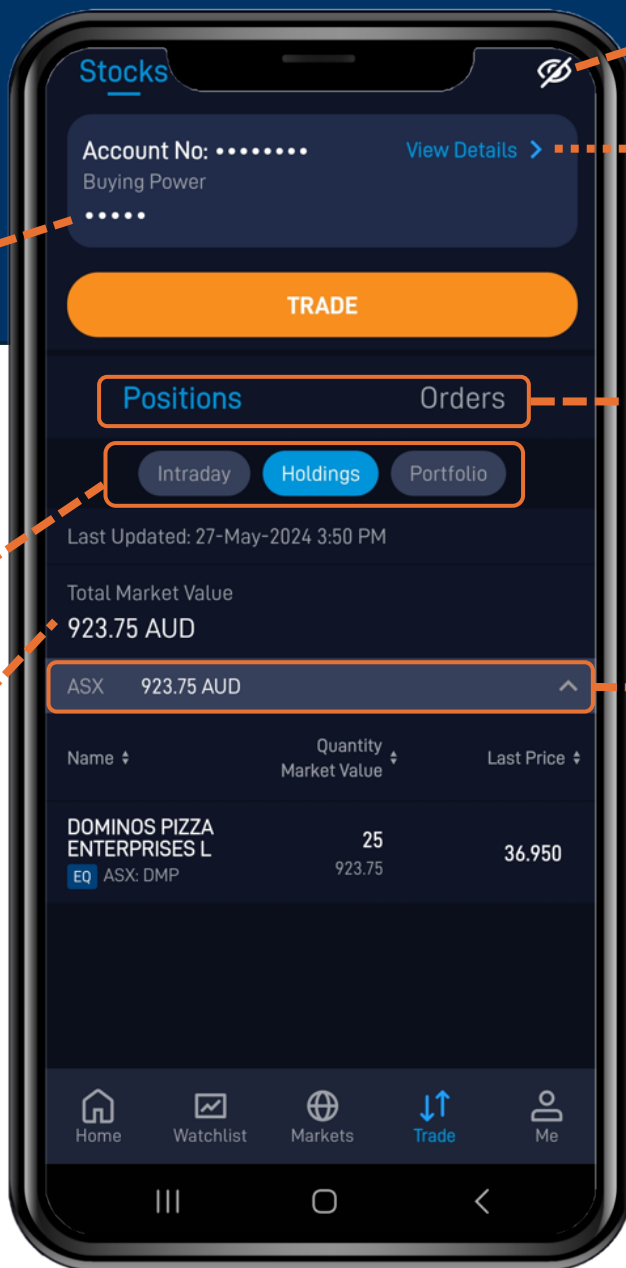 Stocks
Account No: •••••••• View Details >
Buying Power
•••••
TRADE
Positions Orders
Intraday Holdings Portfolio
Last Updated: 27-May-2024 3:50 PM
Total Market Value
923.75 AUD
ASX 923.75 AUD
Name Quantity Market Value Last Price
DOMINOS PIZZA
ENTERPRISES L
25 36.950
EQ ASX: DMP 923.75
Home Watchlist Markets Trade Me